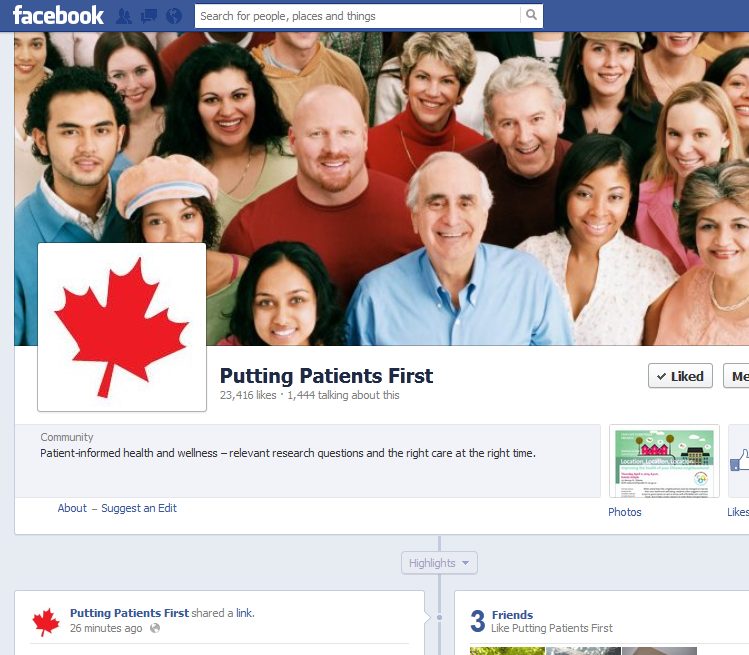 facebook
Search for people, places and things
Putting Patients First
Liked
Me
23,416 likes · 1,444 talking about this
Community
Patient-informed health and wellness – relevant research questions and the right care at the right time.
Location, Location, Location
About – Suggest an Edit
Photos
Likes
Highlights
Putting Patients First shared a link.
26 minutes ago
3 Friends
Like Putting Patients First